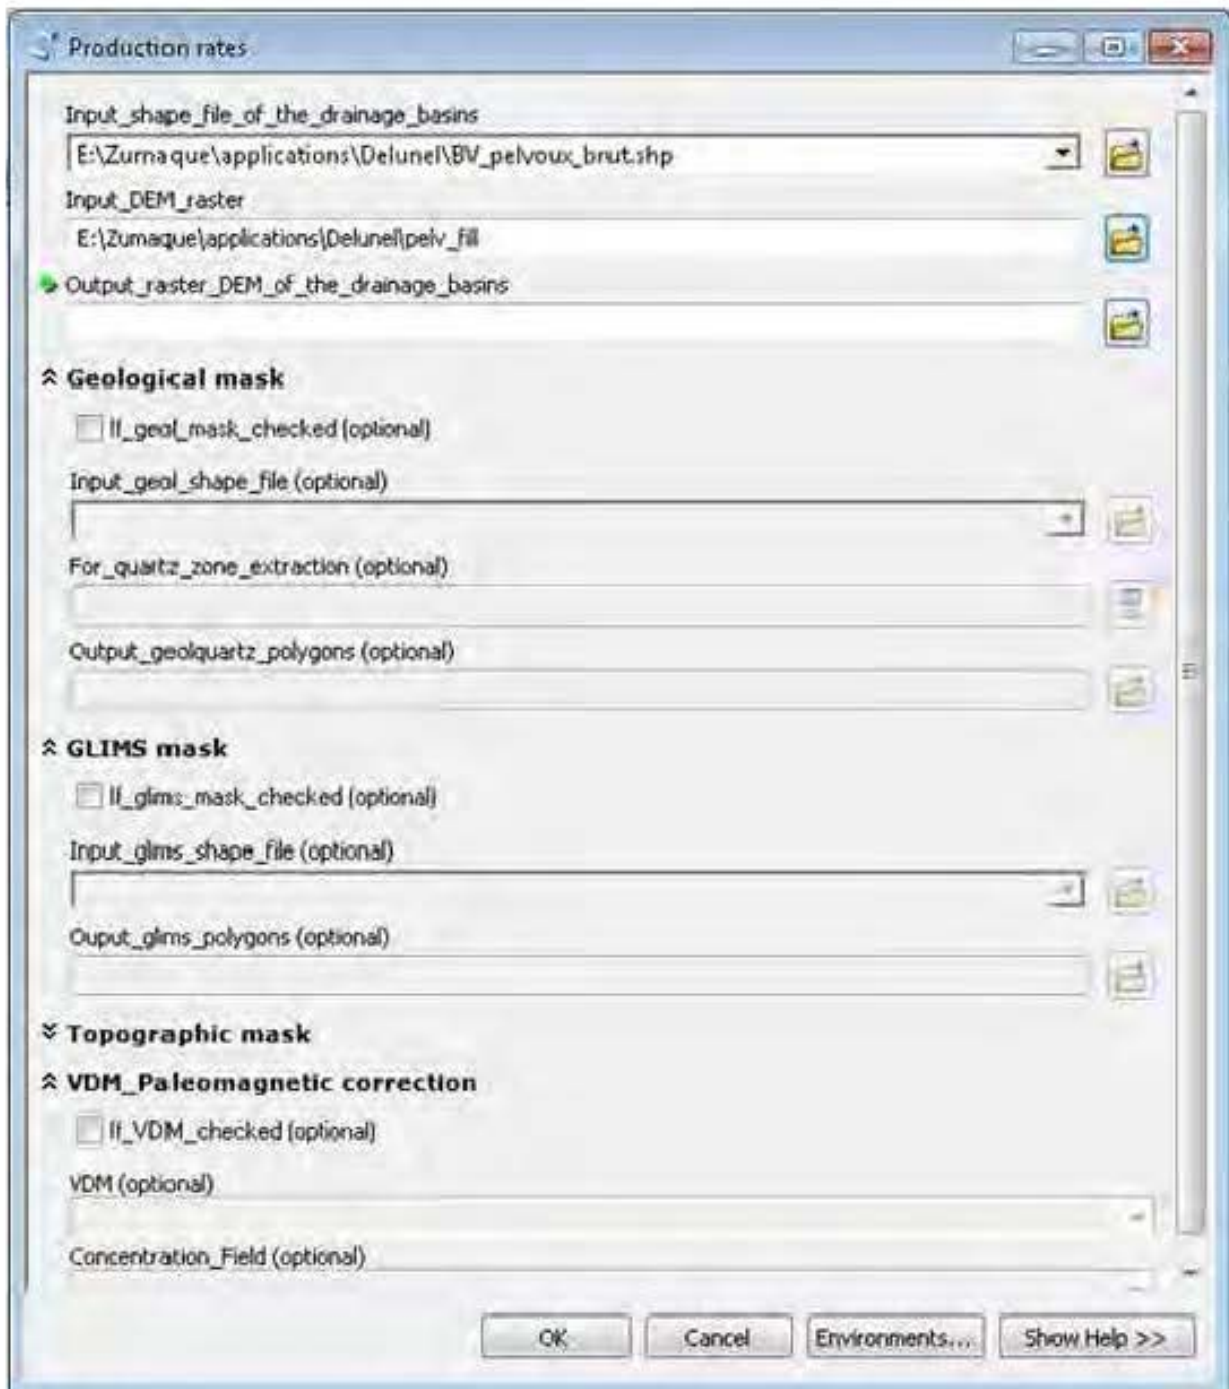 Production rates
Input_shape_file_of_the_drainage_basins
E:\Zumaque\applications\Delunel\BV_pelvoux_brut.shp
Input_DEM_raster
E:\Zumaque\applications\Delunel\pelv_fill
Output_raster_DEM_of_the_drainage_basins
Geological mask
If_geol_mask_checked (optional)
Input_geol_shape_file (optional)
For_quartz_zone_extraction (optional)
Output_geolquartz_polygons (optional)
GLIMS mask
If_glims_mask_checked (optional)
Input_glims_shape_file (optional)
Ouput_glims_polygons (optional)
Topographic mask
VDM_Paleomagnetic correction
If_VDM_checked (optional)
VDM (optional)
Concentration_Field (optional)
OK
Cancel
Environments...
Show Help >>